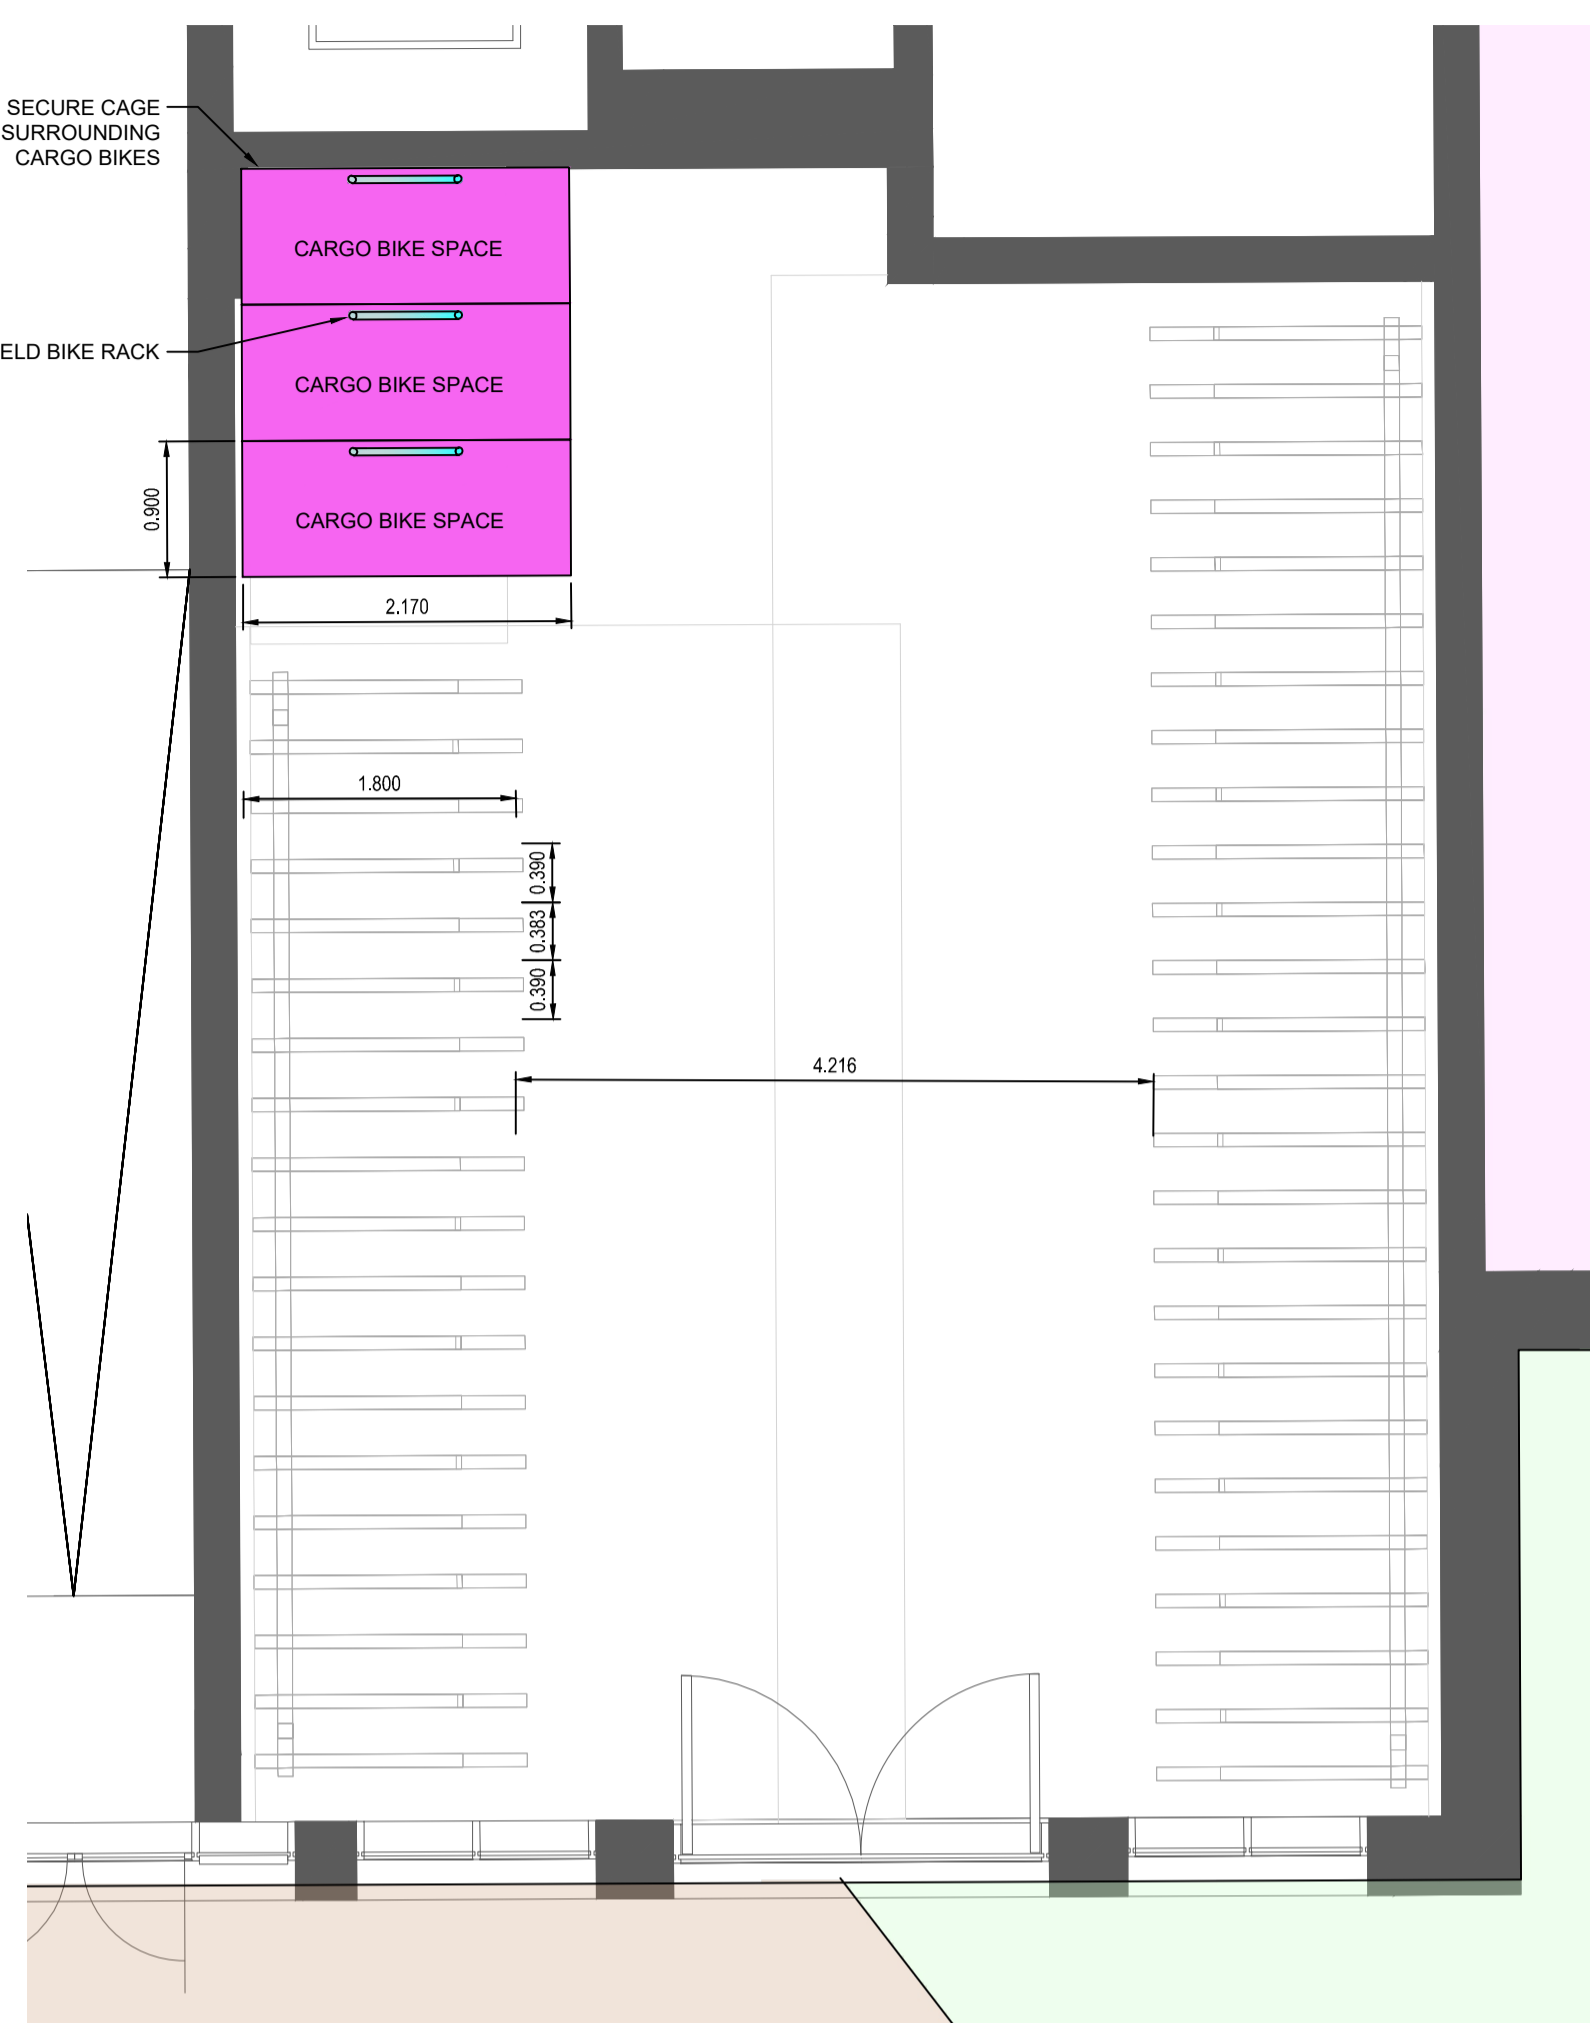 SECURE CAGE
SURROUNDING
CARGO BIKES
CARGO BIKE SPACE
ELD BIKE RACK
CARGO BIKE SPACE
0.900
CARGO BIKE SPACE
2.170
1.800
0.390
0.383
0.390
4.216